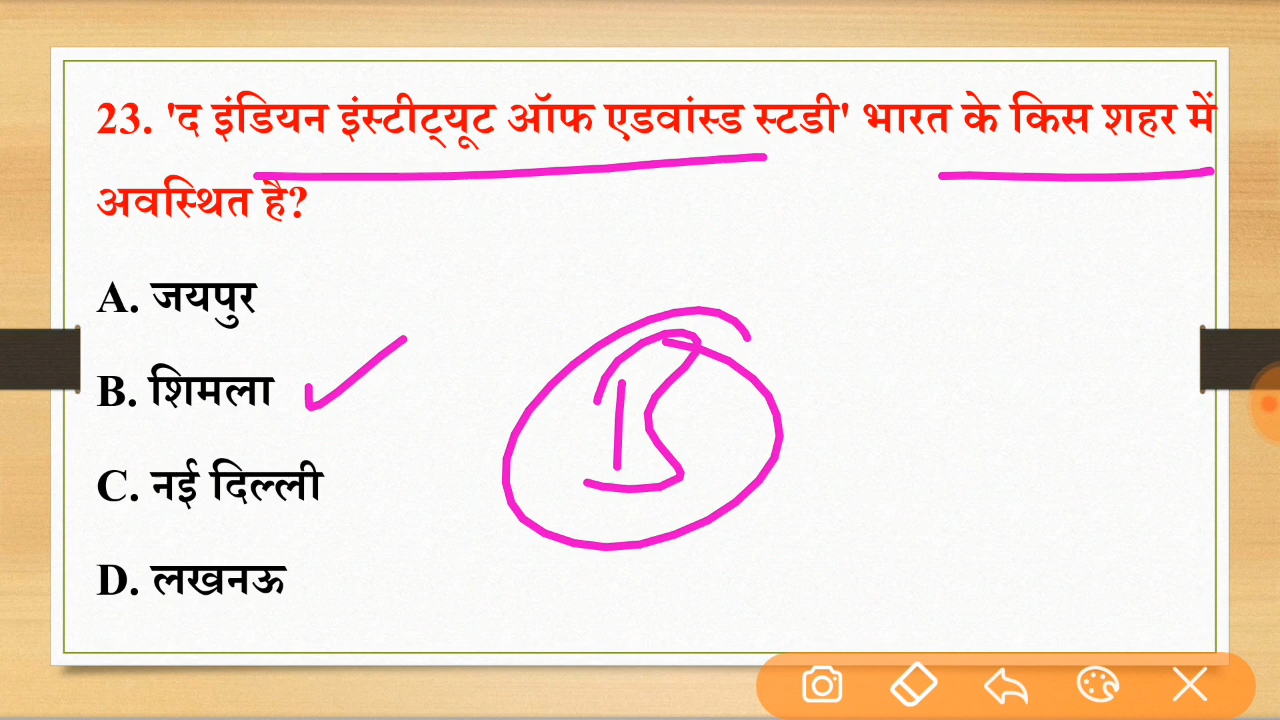 23. 'द इंडियन इंस्टीट्यूट ऑफ एडवांस्ड स्टडी' भारत के किस शहर में
अवस्थित है?
A. जयपुर
B. शिमला
C. नई दिल्ली
D. लखनऊ
B